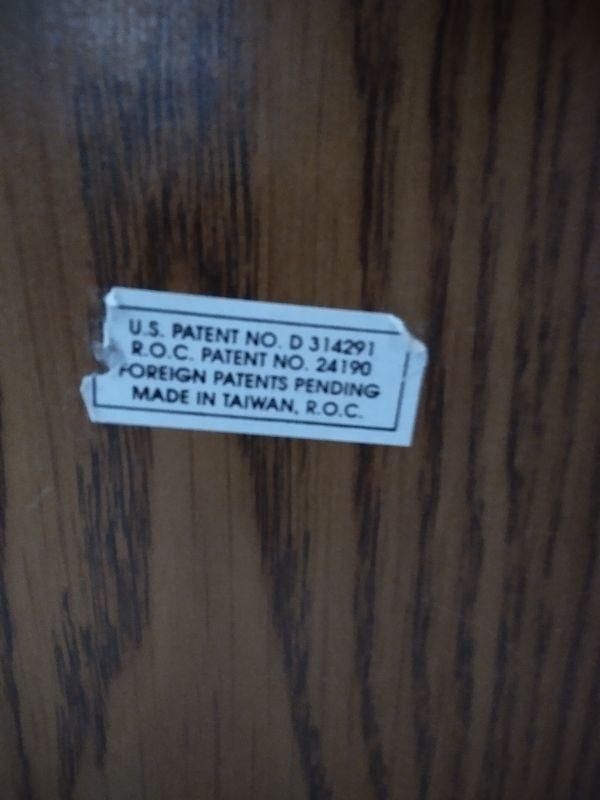 U.S. PATENT NO. D 314291
R.O.C. PATENT NO. 24190
FOREIGN PATENTS PENDING
MADE IN TAIWAN, R.O.C.